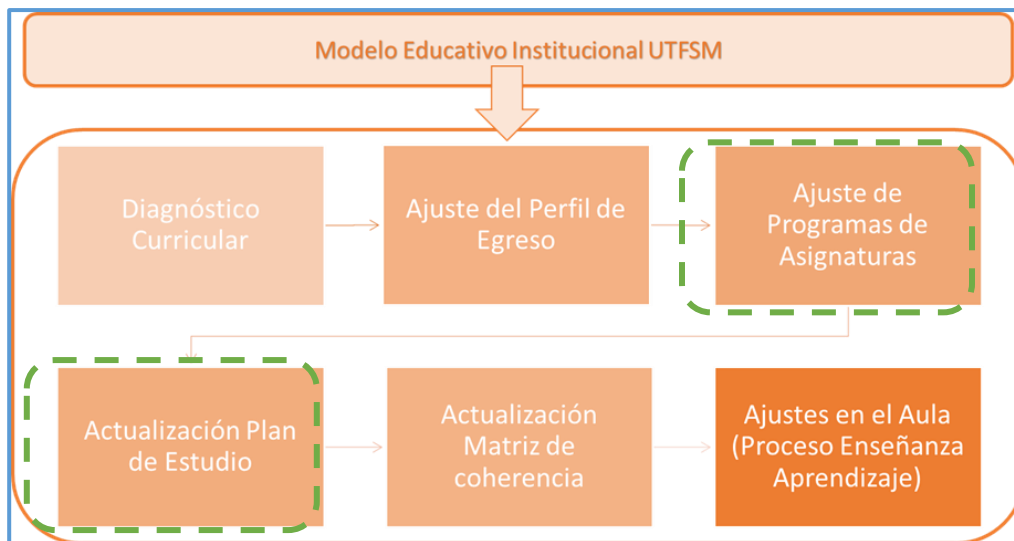 Modelo Educativo Institucional UTFSM
Diagnóstico
Curricular
Ajuste del Perfil de
Egreso
Ajuste de
Programas de
Asignaturas
Actualización Plan
de Estudio
Actualización
Matriz de
coherencia
Ajustes en el Aula
(Proceso Enseñanza
Aprendizaje)